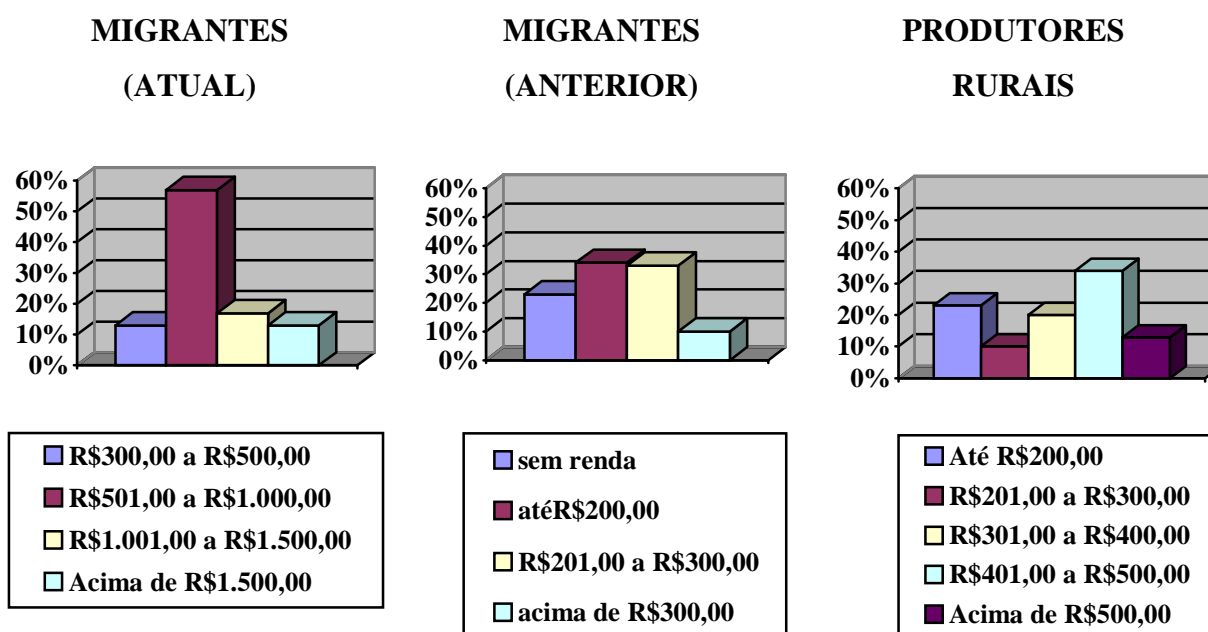 MIGRANTES
(ATUAL)
60%
50%
40%
30%
20%
10%
0%
R$300,00 a R$500,00
R$501,00 a R$1.000,00
R$1.001,00 a R$1.500,00
Acima de R$1.500,00
MIGRANTES
(ANTERIOR)
60%
50%
40%
30%
20%
10%
0%
sem renda
atéR$200,00
R$201,00 a R$300,00
acima de R$300,00
PRODUTORES
RURAIS
60%
50%
40%
30%
20%
10%
0%
Até R$200,00
R$201,00 a R$300,00
R$301,00 a R$400,00
R$401,00 a R$500,00
Acima de R$500,00